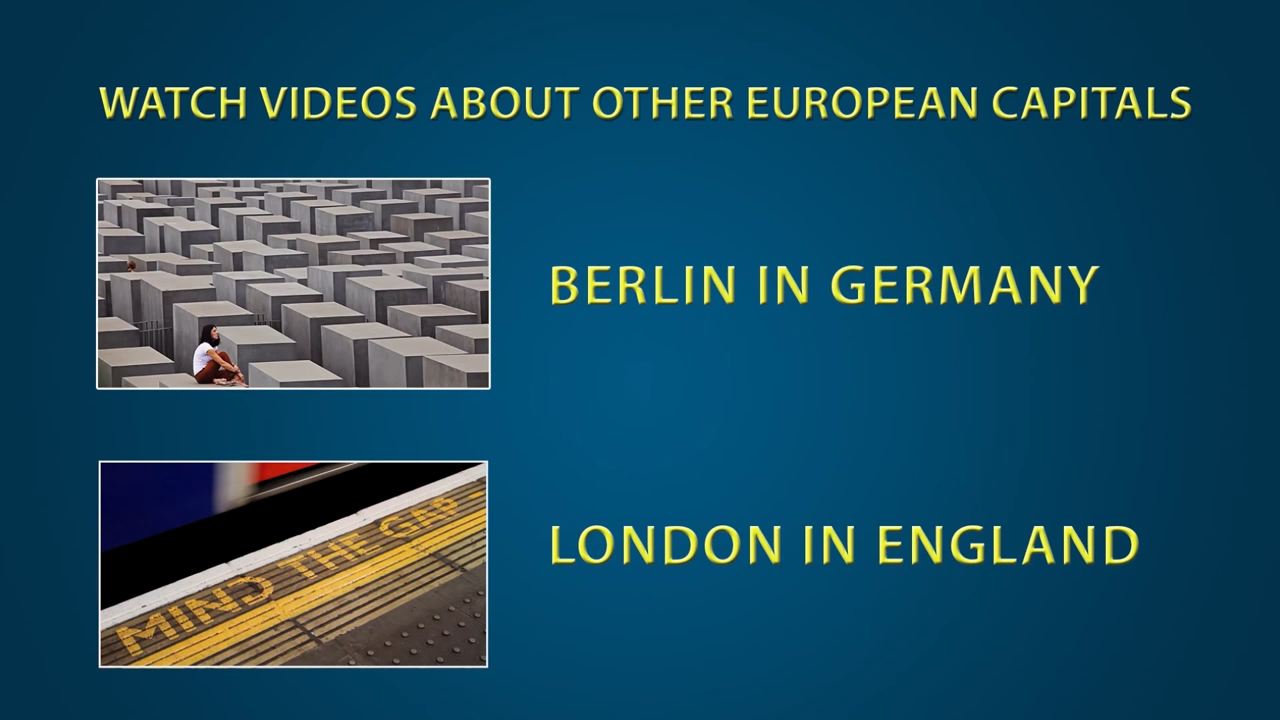 WATCH VIDEOS ABOUT OTHER EUROPEAN CAPITALS
BERLIN IN GERMANY
MIND THE GAP
LONDON IN ENGLAND